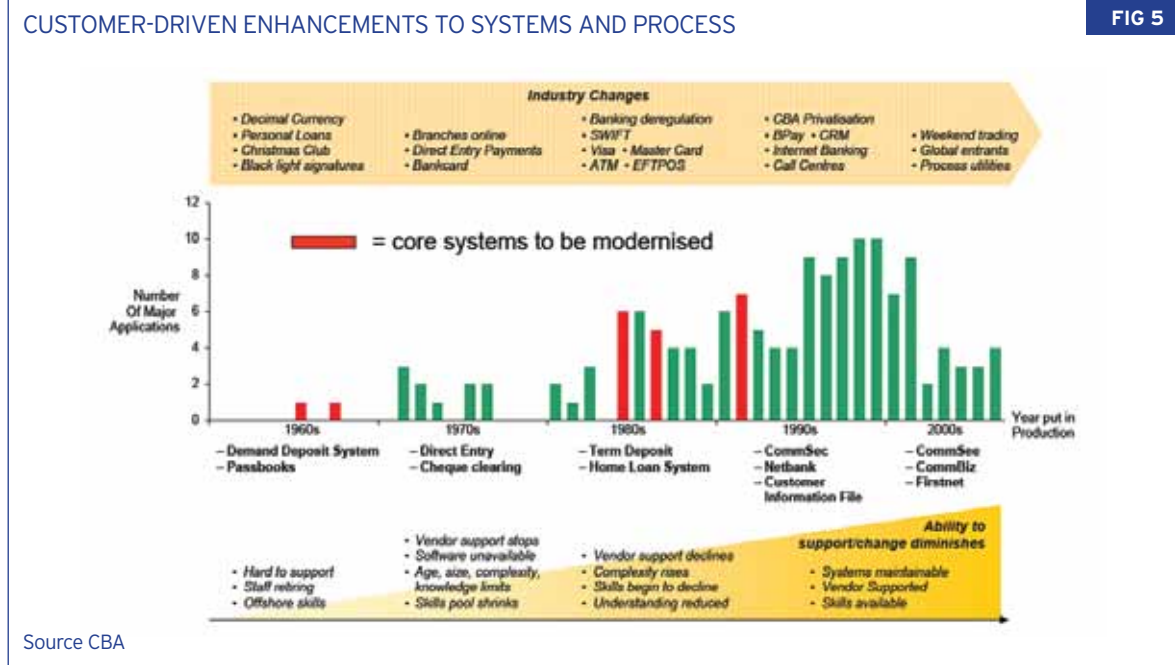 CUSTOMER-DRIVEN ENHANCEMENTS TO SYSTEMS AND PROCESS
FIG 5
Industry Changes
• Decimal Currency
• Personal Loans
• Christmas Club
• Black light signatures
• Branches online
• Direct Entry Payments
• Bankcard
• Banking deregulation
• SWIFT
• Visa • Master Card
• ATM • EFTPOS
• CBA Privatisation
• BPay • CRM
• Internet Banking
• Call Centres
• Weekend trading
• Global entrants
• Process utilities
= core systems to be modernised
Number
Of Major
Applications
12
10
8
6
4
2
0
1960s
1970s
1980s
1990s
2000s
Year put in
Production
– Demand Deposit System
– Passbooks
– Direct Entry
– Cheque clearing
– Term Deposit
– Home Loan System
– CommSec
– Netbank
– Customer
Information File
– CommSee
– CommBiz
– Firstnet
Ability to
support/change diminishes
• Hard to support
• Staff retiring
• Offshore skills
• Vendor support stops
• Software unavailable
• Age, size, complexity,
knowledge limits
• Skills pool shrinks
• Vendor support declines
• Complexity rises
• Skills begin to decline
• Understanding reduced
• Systems maintainable
• Vendor Supported
• Skills available
Source CBA